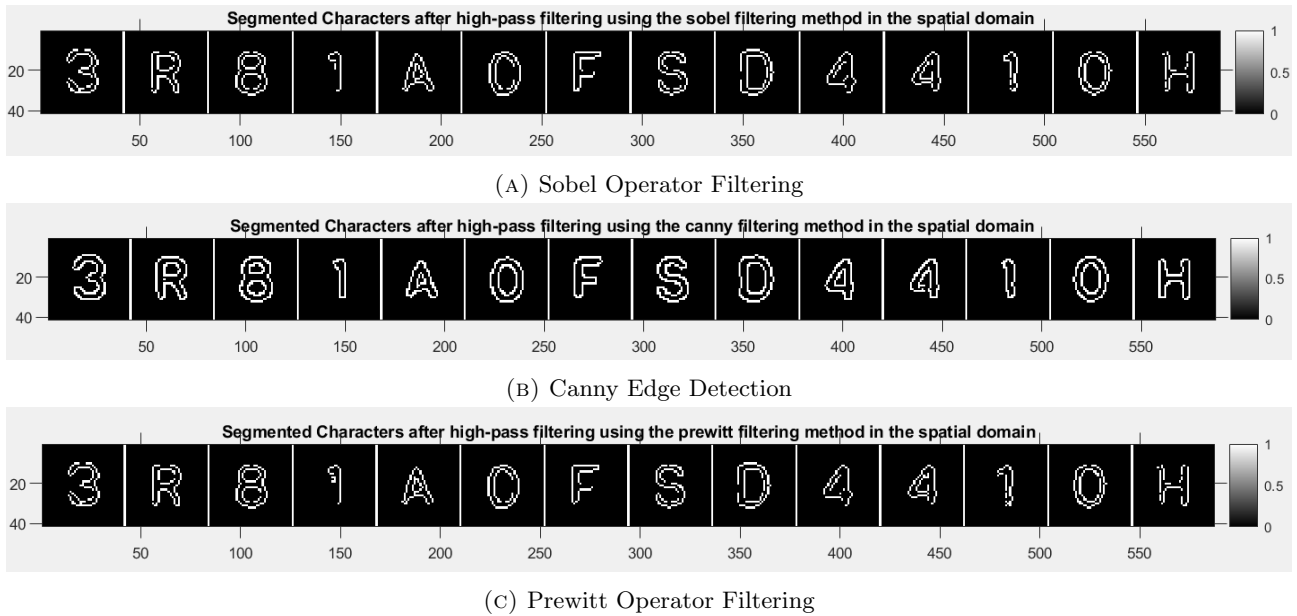 Segmented Characters after high-pass filtering using the sobel filtering method in the spatial domain
1
3 R 8 1 A 0 F S D 4 4 1 0 H
20
0.5
40
0
50 100 150 200 250 300 350 400 450 500 550
(A) Sobel Operator Filtering
Segmented Characters after high-pass filtering using the canny filtering method in the spatial domain
1
3 R 8 1 A 0 F S D 4 4 1 0 H
20
0.5
40
0
50 100 150 200 250 300 350 400 450 500 550
(B) Canny Edge Detection
Segmented Characters after high-pass filtering using the prewitt filtering method in the spatial domain
1
3 R 8 1 A 0 F S D 4 4 1 0 H
20
0.5
40
0
50 100 150 200 250 300 350 400 450 500 550
(C) Prewitt Operator Filtering